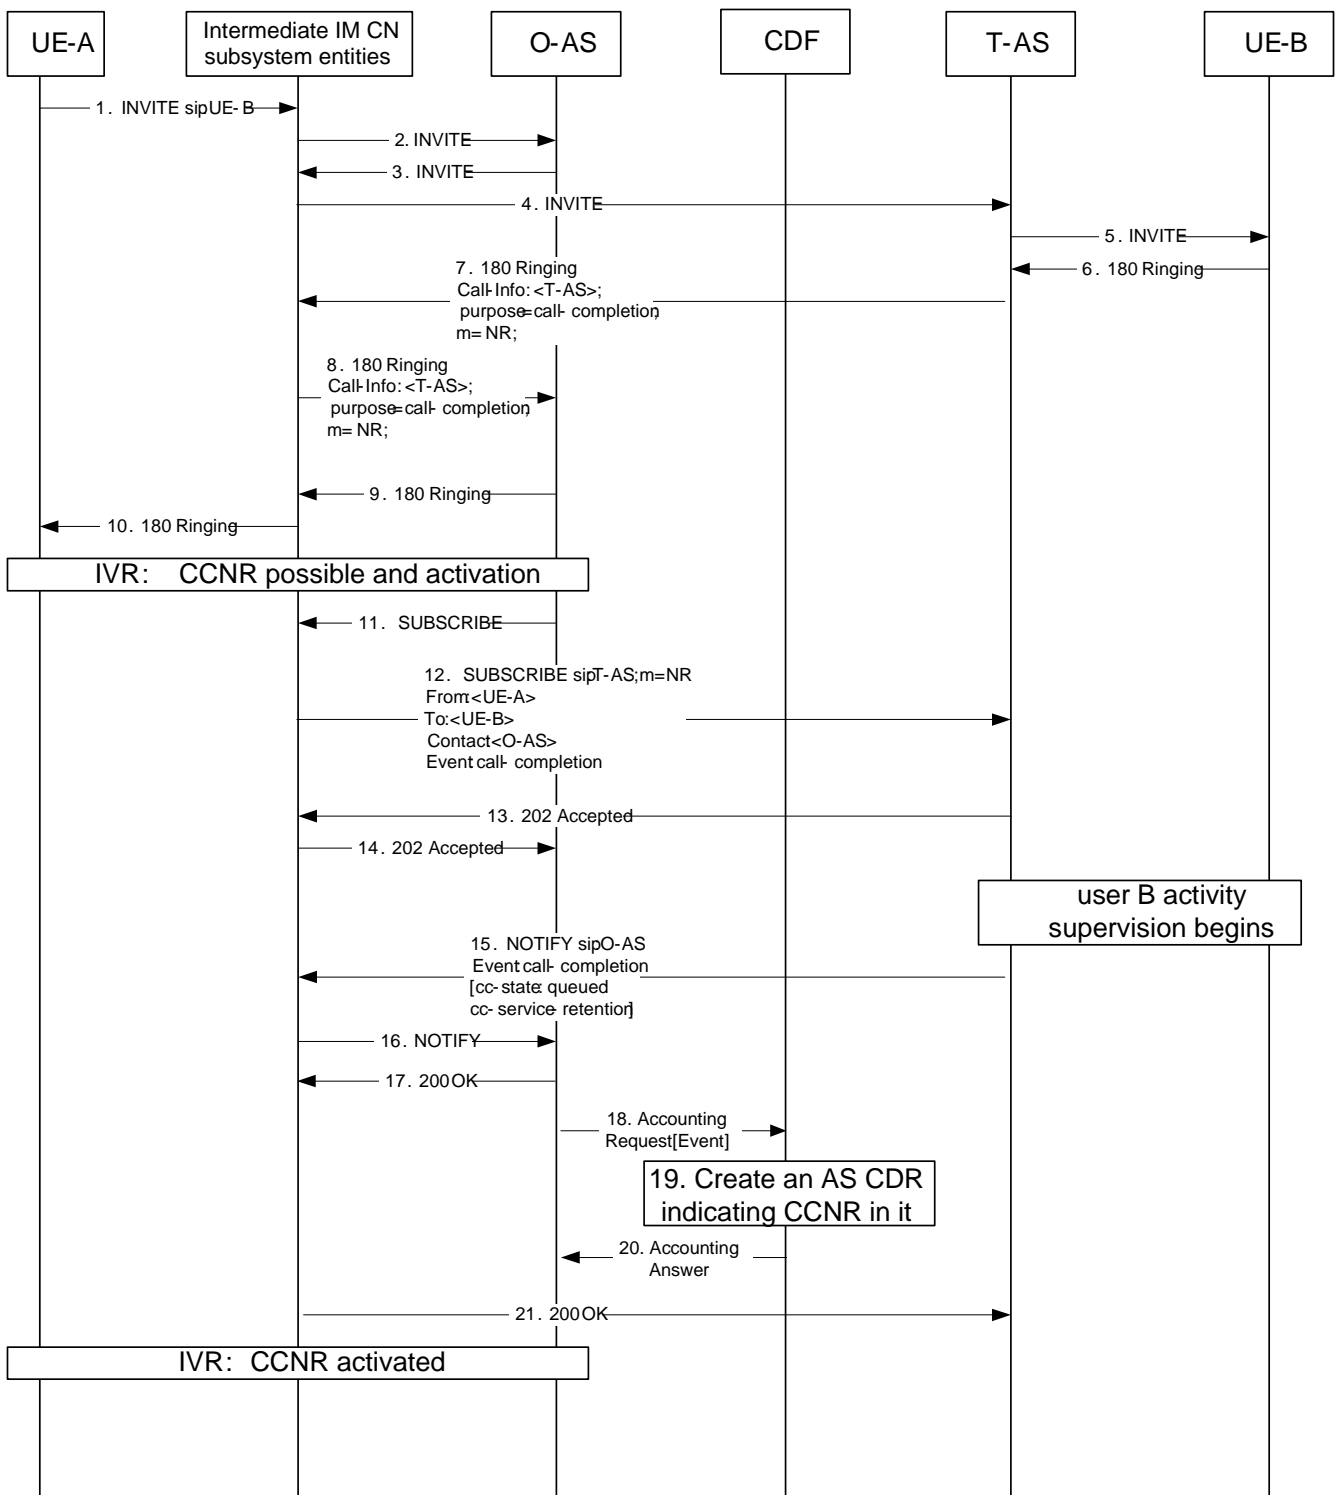 UE-A
Intermediate IM CN
subsystem entities
O-AS
CDF
T-AS
UE-B
1. INVITE sipUE-B
2. INVITE
3. INVITE
4. INVITE
5. INVITE
6. 180 Ringing
7. 180 Ringing
Call-Info: <T-AS>;
purpose=call-completion;
m=NR;
8. 180 Ringing
Call-Info: <T-AS>;
purpose=call-completion;
m=NR;
9. 180 Ringing
10. 180 Ringing
IVR: CCNR possible and activation
11. SUBSCRIBE
12. SUBSCRIBE sipT-AS;m=NR
From:<UE-A>
To:<UE-B>
Contact<O-AS>
Event call-completion
13. 202 Accepted
14. 202 Accepted
user B activity
supervision begins
15. NOTIFY sipO-AS
Event call-completion
[cc-state: queued
cc-service-retention]
16. NOTIFY
17. 200 OK
18. Accounting
Request[Event]
19. Create an AS CDR
indicating CCNR in it
20. Accounting
Answer
21. 200 OK
IVR: CCNR activated